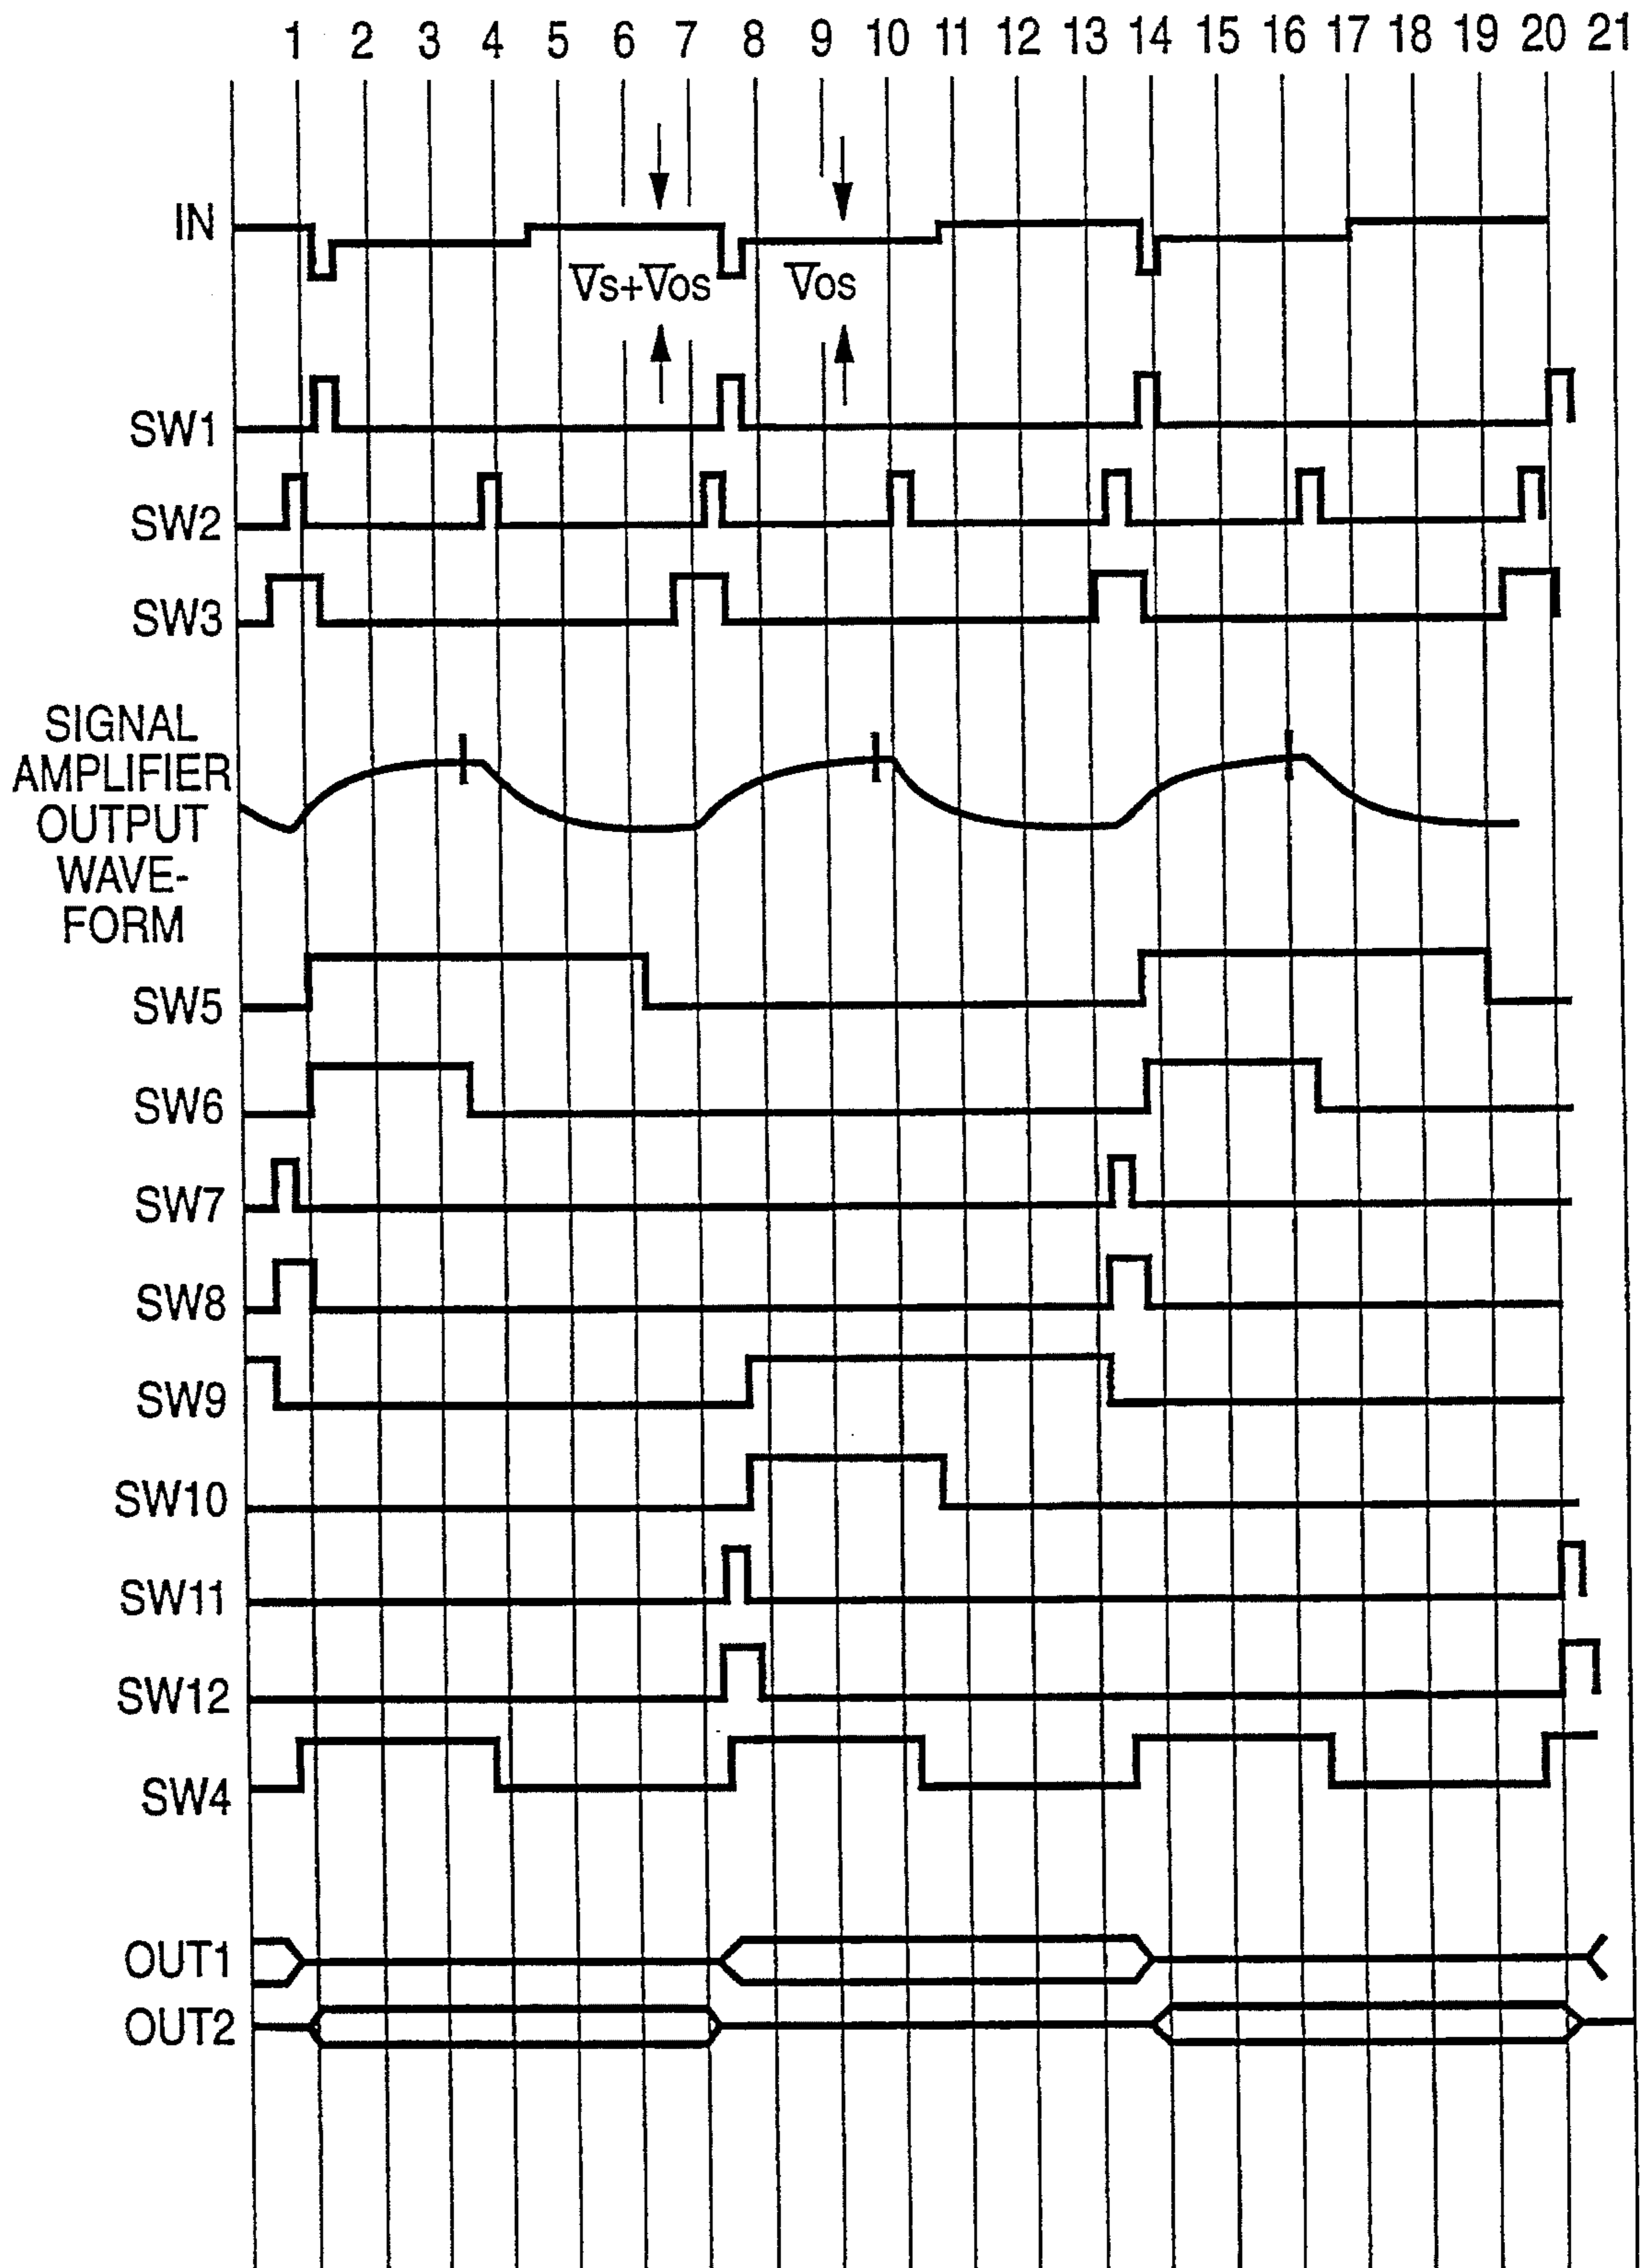 1 2 3 4 5 6 7 8 9 10 11 12 13 14 15 16 17 18 19 20 21
IN
V̅s+V̅os V̅os
SW1
SW2
SW3
SIGNAL
AMPLIFIER
OUTPUT
WAVE-
FORM
SW5
SW6
SW7
SW8
SW9
SW10
SW11
SW12
SW4
OUT1
OUT2